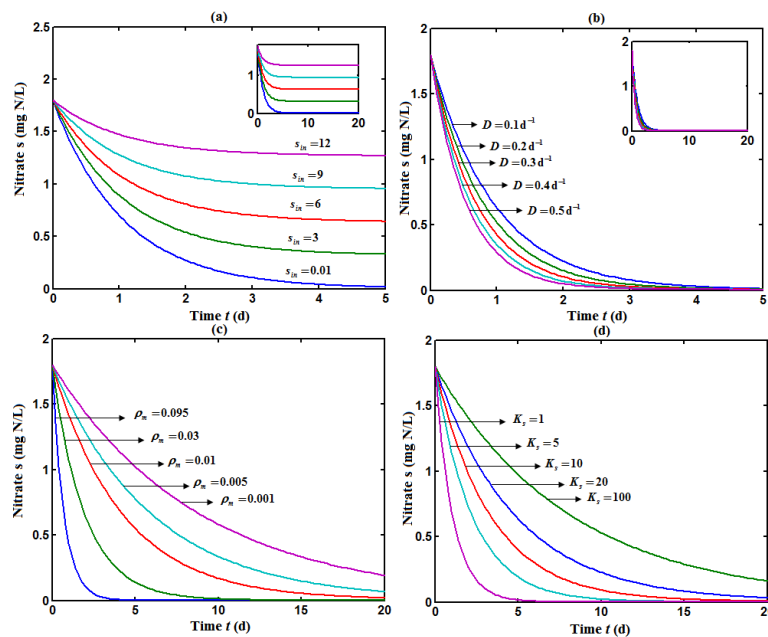 (a)
Nitrate s (mg N/L)
2.5
2
1.5
1
0.5
0
0 1 2 3 4 5
Time t (d)
1
0
0 10 20
s_in = 12
s_in = 9
s_in = 6
s_in = 3
s_in = 0.01
(b)
Nitrate s (mg N/L)
2
1.5
1
0.5
0
0 1 2 3 4 5
Time t (d)
2
1
0
0 10 20
D = 0.1 d⁻¹
D = 0.2 d⁻¹
D = 0.3 d⁻¹
D = 0.4 d⁻¹
D = 0.5 d⁻¹
(c)
Nitrate s (mg N/L)
2
1.5
1
0.5
0
0 5 10 15 20
Time t (d)
ρ_m = 0.095
ρ_m = 0.03
ρ_m = 0.01
ρ_m = 0.005
ρ_m = 0.001
(d)
Nitrate s (mg N/L)
2
1.5
1
0.5
0
0 5 10 15 20
Time t (d)
K_s = 1
K_s = 5
K_s = 10
K_s = 20
K_s = 100